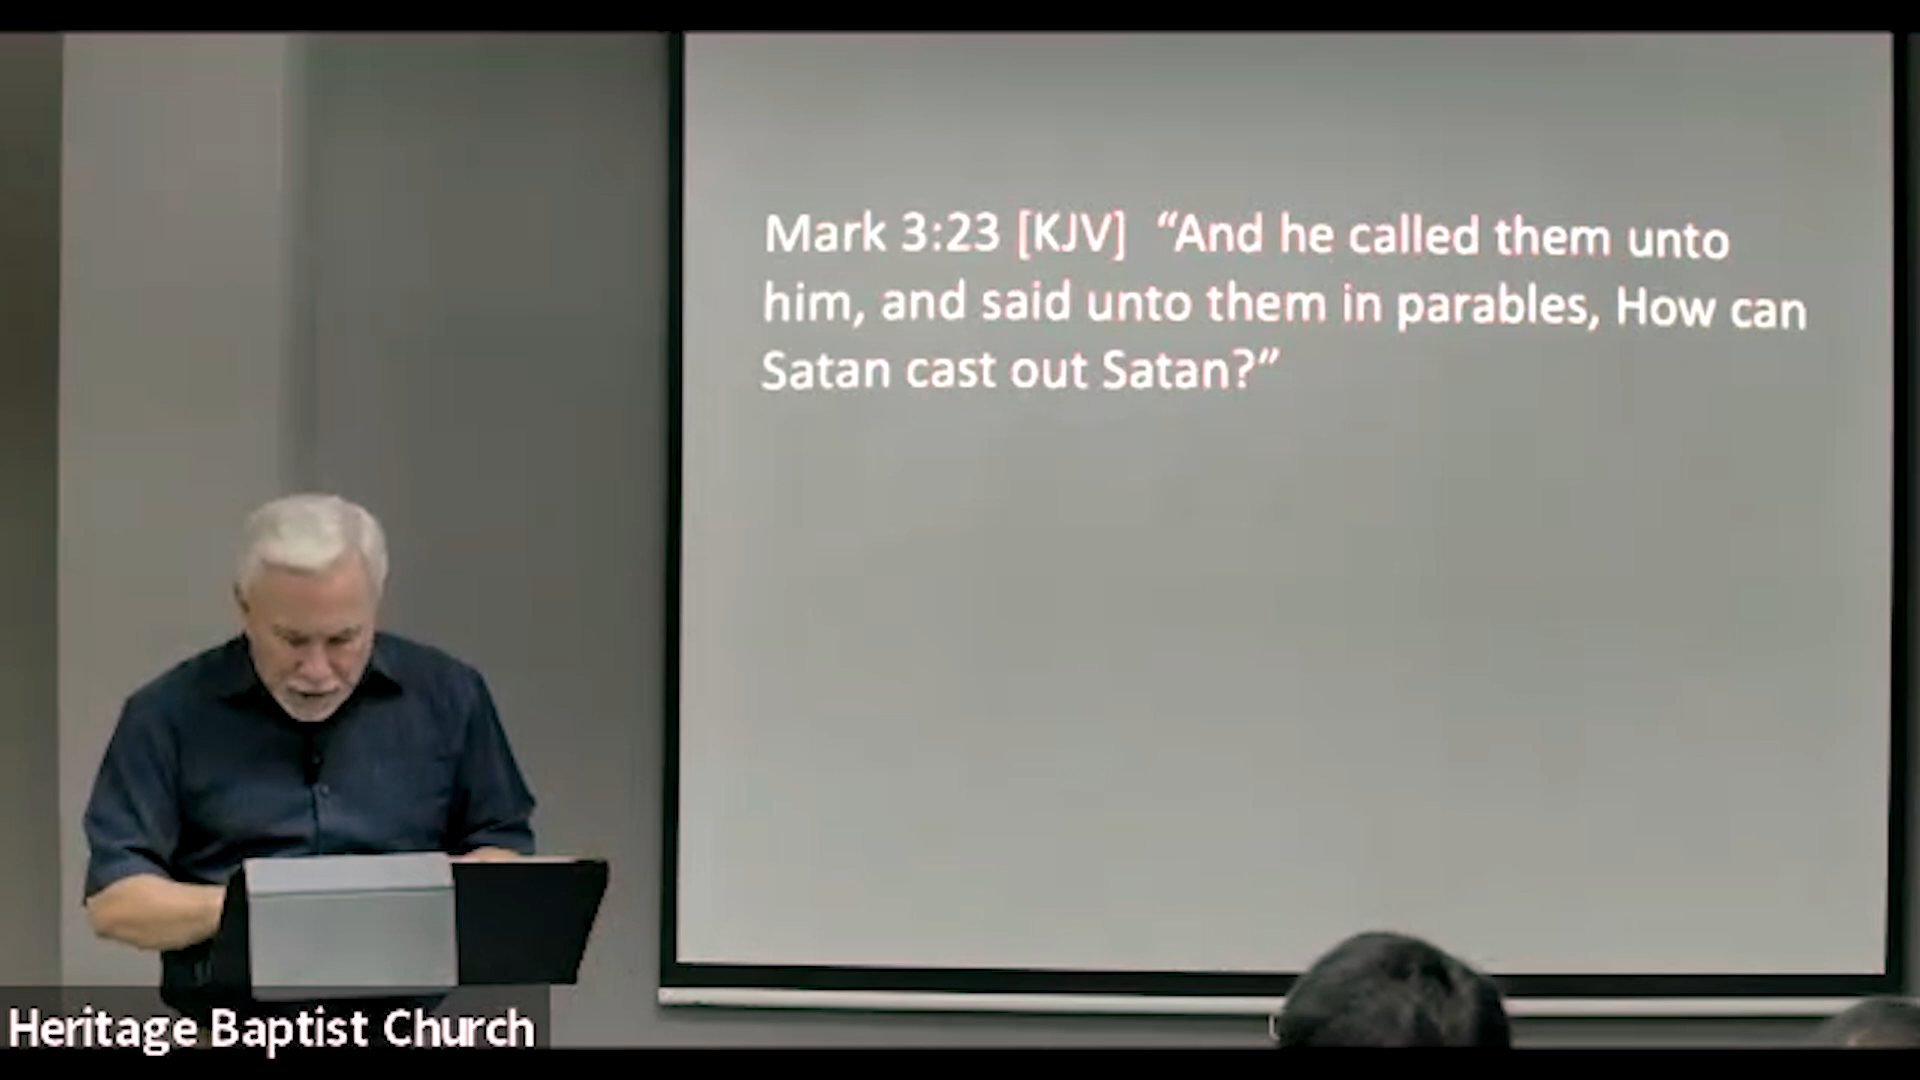 Mark 3:23 [KJV]  “And he called them unto
him, and said unto them in parables, How can
Satan cast out Satan?”
Heritage Baptist Church